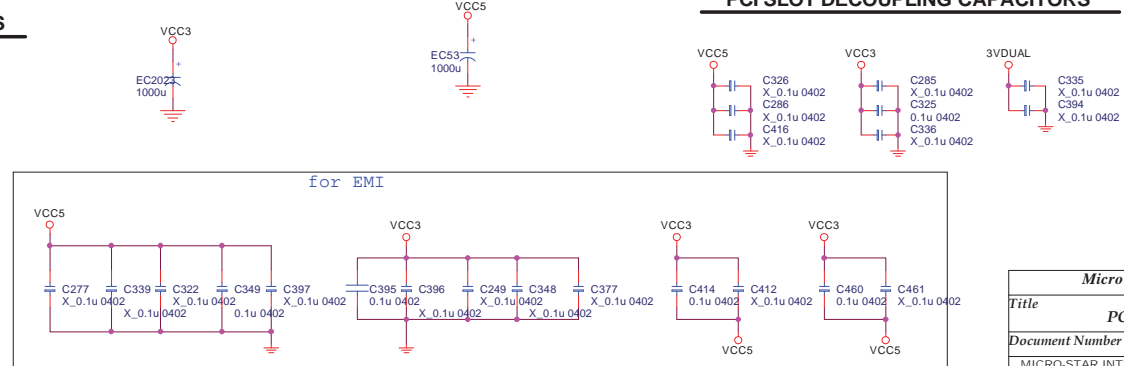 S
VCC3
EC2023
1000u
VCC5
EC53
1000u
PCI SLOT DECOUPLING CAPACITORS
VCC5
C326
X_0.1u 0402
C286
X_0.1u 0402
C416
X_0.1u 0402
VCC3
C285
X_0.1u 0402
C325
0.1u 0402
C336
X_0.1u 0402
3VDUAL
C335
X_0.1u 0402
C394
X_0.1u 0402
for EMI
VCC5
C277
X_0.1u 0402
C339
X_0.1u 0402
C322
X_0.1u 0402
C349
0.1u 0402
C397
X_0.1u 0402
VCC3
C395
0.1u 0402
C396
X_0.1u 0402
C249
X_0.1u 0402
C348
X_0.1u 0402
C377
X_0.1u 0402
VCC3
C414
0.1u 0402
C412
X_0.1u 0402
VCC5
VCC3
C460
0.1u 0402
C461
X_0.1u 0402
VCC5
Micro
Title
PC
Document Number
MICRO-STAR INT